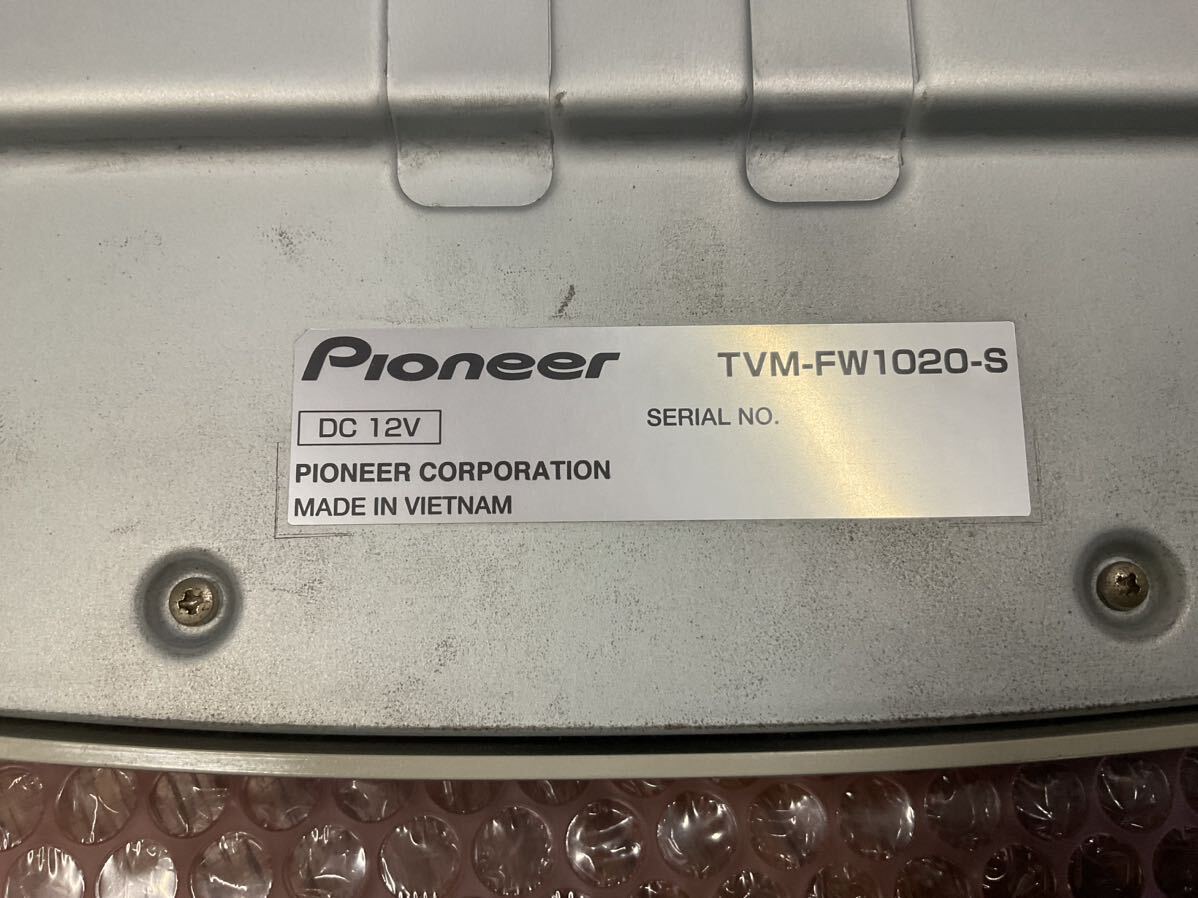 Pioneer TVM-FW1020-S
DC 12V SERIAL NO.
PIONEER CORPORATION
MADE IN VIETNAM